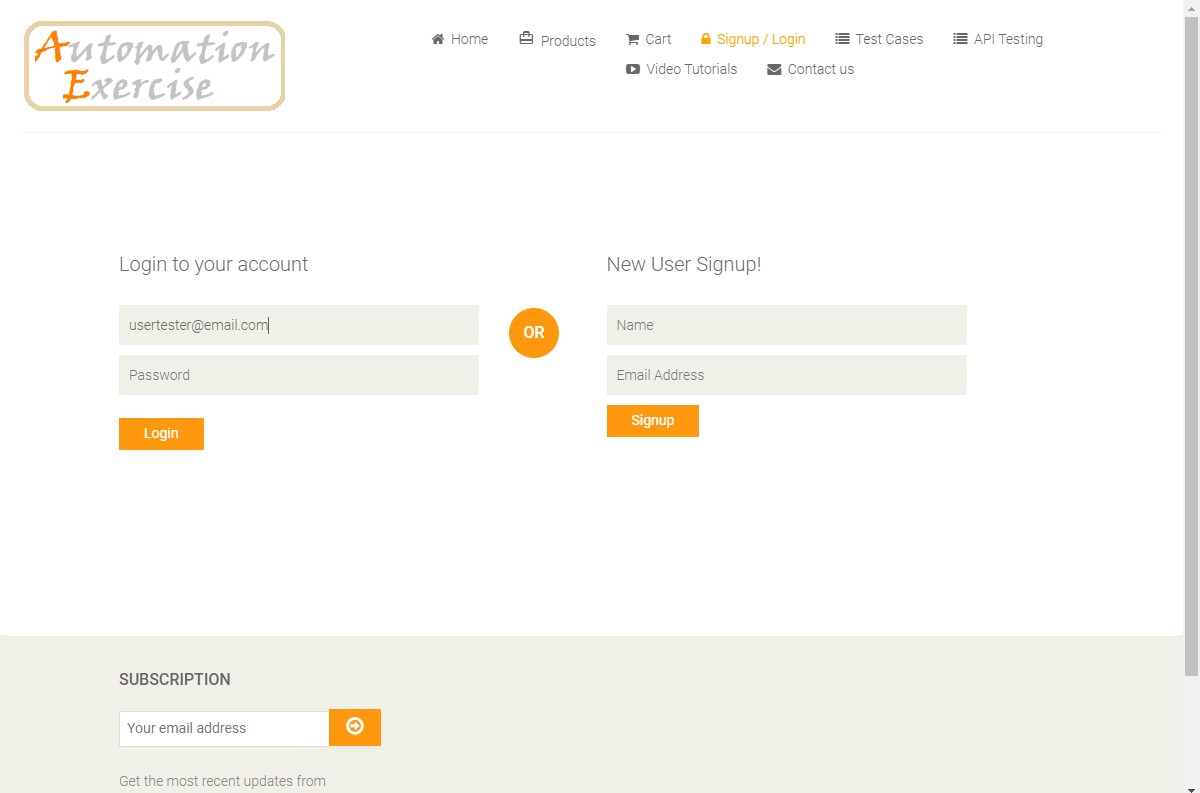 Automation
Exercise
Home
Products
Cart
Signup / Login
Test Cases
API Testing
Video Tutorials
Contact us
Login to your account
usertester@email.com
Password
Login
OR
New User Signup!
Name
Email Address
Signup
SUBSCRIPTION
Your email address
Get the most recent updates from